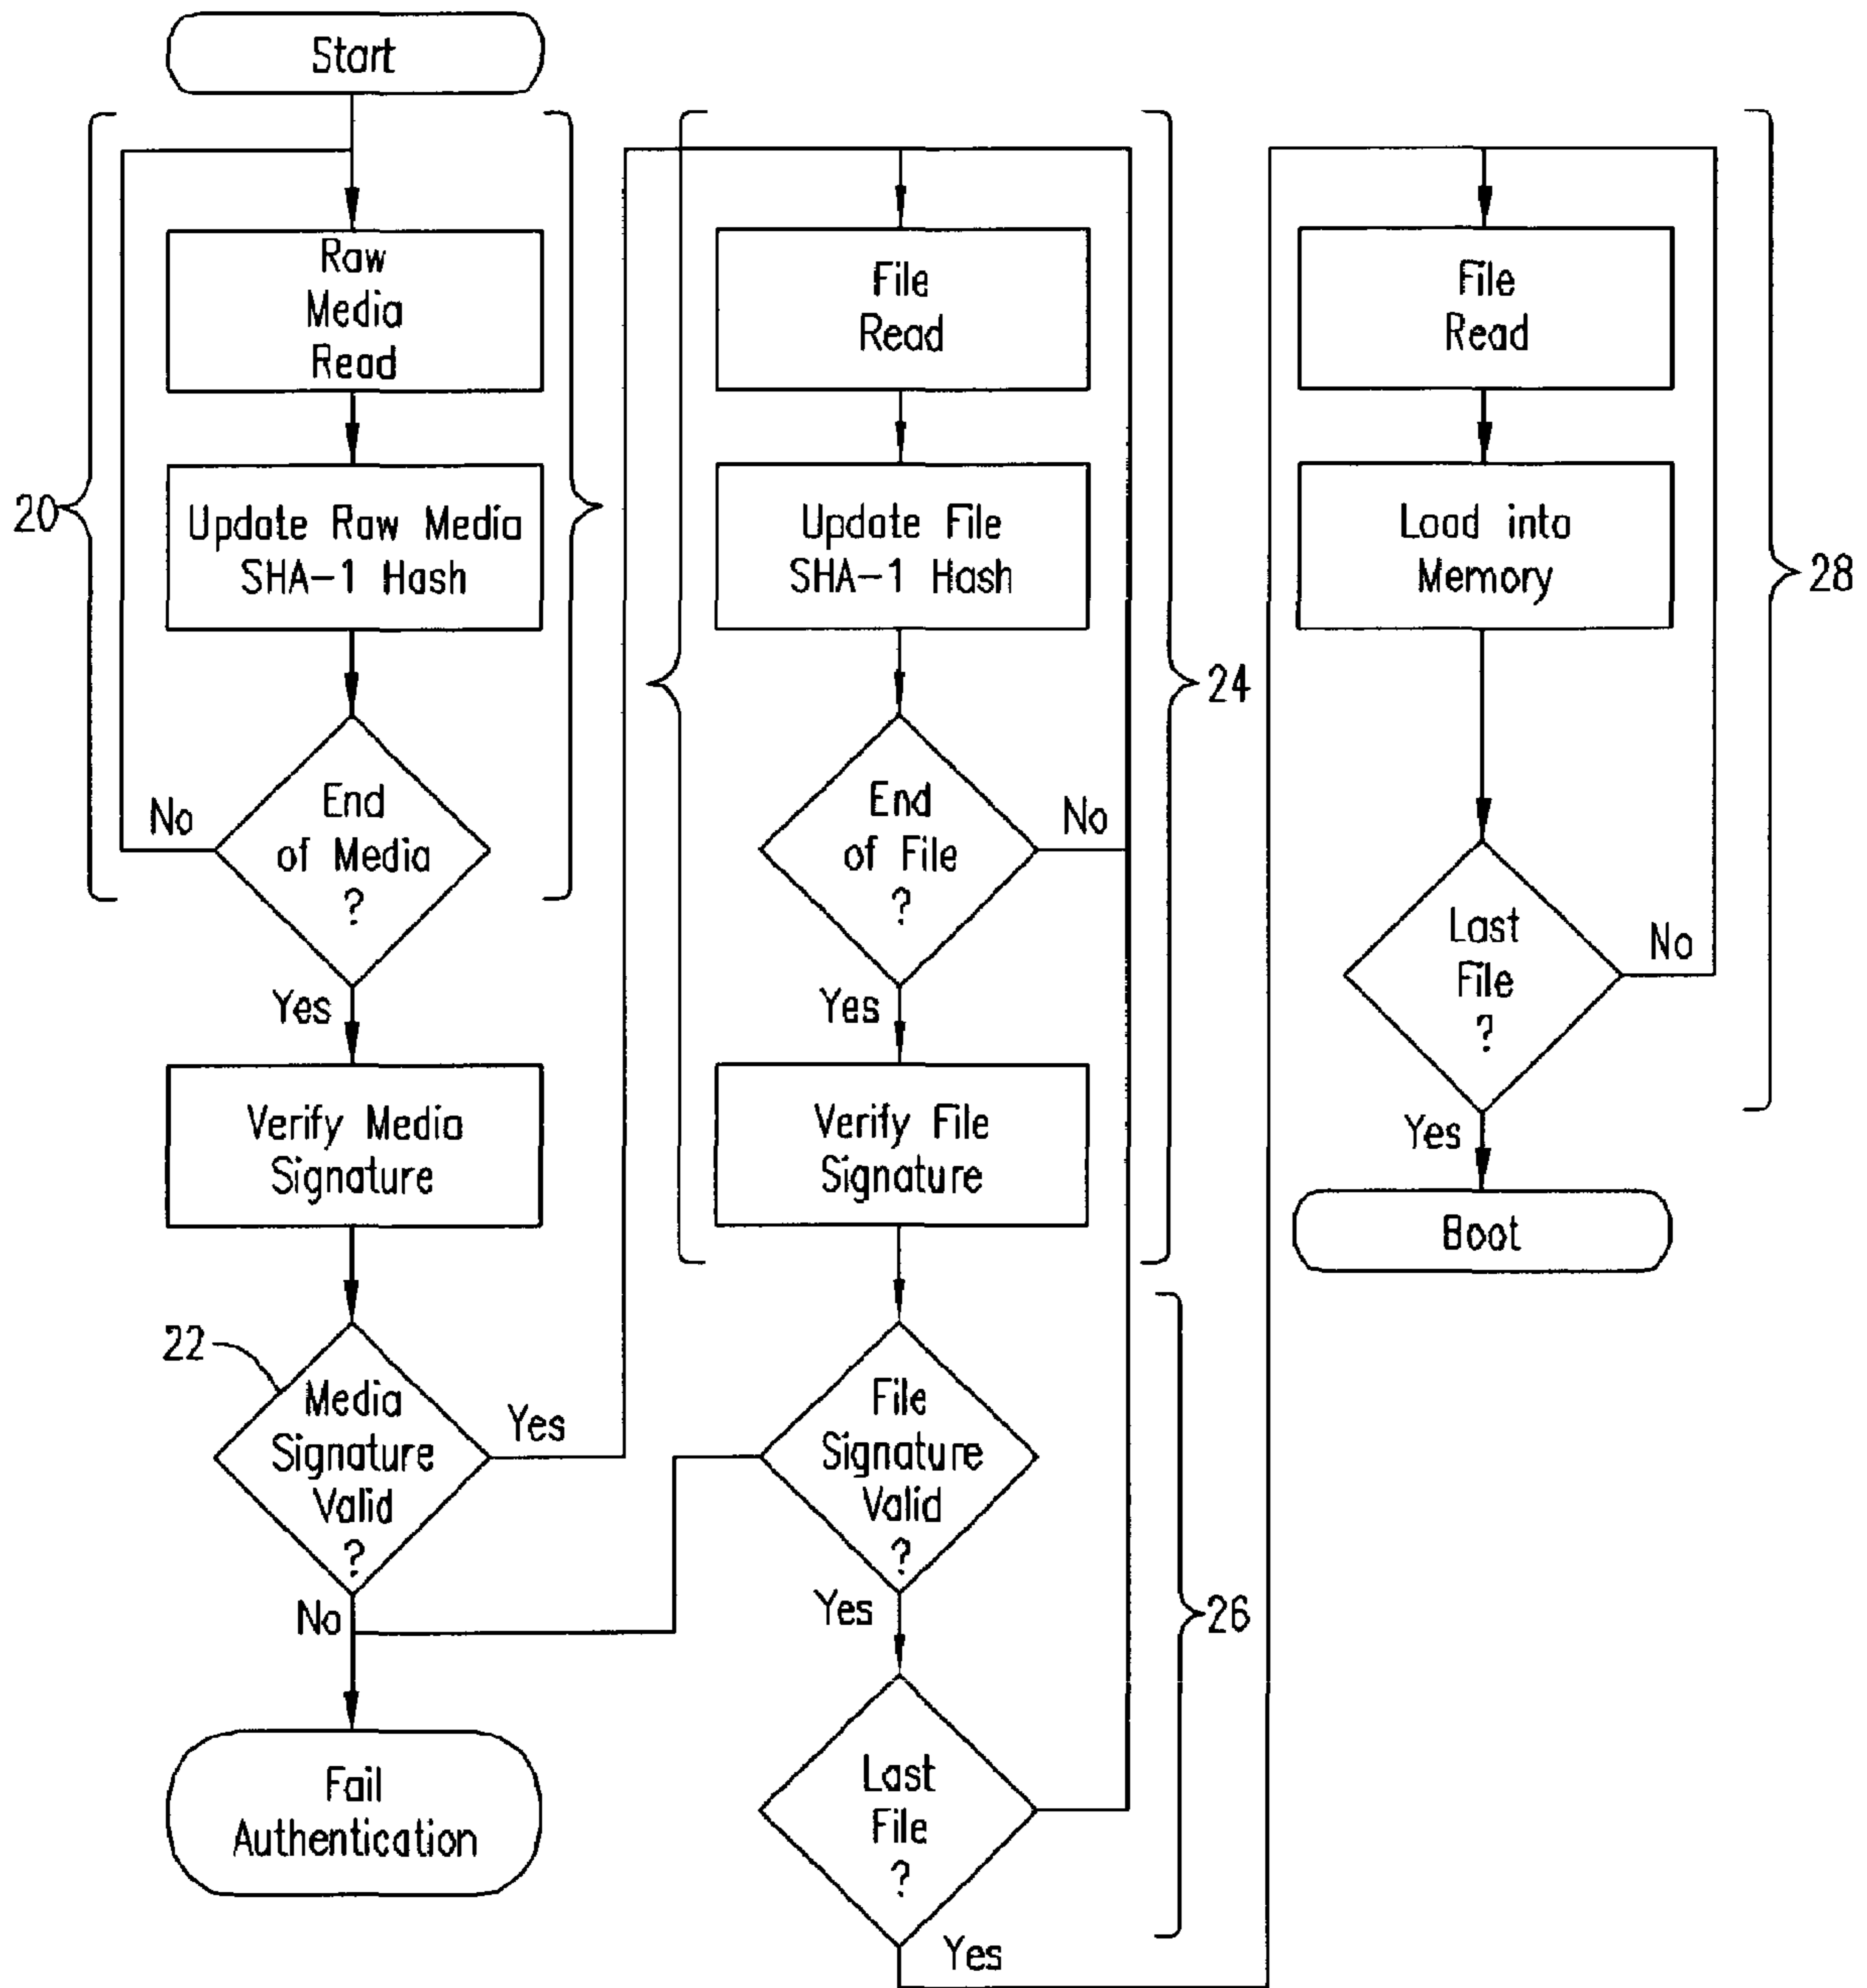 Start
20
Raw
Media
Read
Update Raw Media
SHA-1 Hash
End
of Media
?
No
Yes
Verify Media
Signature
22
Media
Signature
Valid
?
Yes
No
Fail
Authentication
File
Read
Update File
SHA-1 Hash
24
End
of File
?
No
Yes
Verify File
Signature
File
Signature
Valid
?
Yes
26
Last
File
?
Yes
File
Read
Load into
Memory
28
Last
File
?
No
Yes
Boot